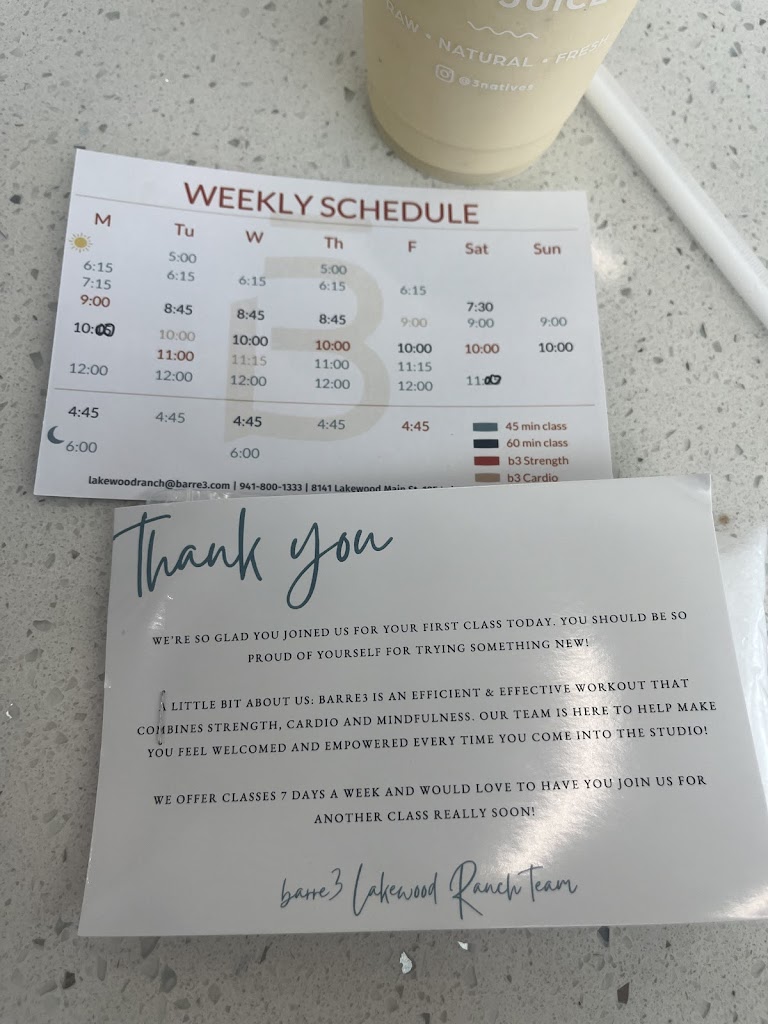 JUICE
RAW • NATURAL • FRESH
@3natives
WEEKLY SCHEDULE
M Tu W Th F Sat Sun
5:00 5:00
6:15 6:15 6:15 6:15 6:15
7:15 7:30
9:00 8:45 8:45 8:45 9:00 9:00 9:00
10:00 10:00 10:00 10:00 10:00 10:00
11:00 11:15 11:00 11:15
12:00 12:00 12:00 12:00 12:00
4:45 4:45 4:45 4:45 4:45
6:00 6:00
45 min class
60 min class
b3 Strength
b3 Cardio
lakewoodranch@barre3.com | 941-800-1333 | 8141 Lakewood Main St.
Thank you
WE'RE SO GLAD YOU JOINED US FOR YOUR FIRST CLASS TODAY. YOU SHOULD BE SO
PROUD OF YOURSELF FOR TRYING SOMETHING NEW!
A LITTLE BIT ABOUT US: BARRE3 IS AN EFFICIENT & EFFECTIVE WORKOUT THAT
COMBINES STRENGTH, CARDIO AND MINDFULNESS. OUR TEAM IS HERE TO HELP MAKE
YOU FEEL WELCOMED AND EMPOWERED EVERY TIME YOU COME INTO THE STUDIO!
WE OFFER CLASSES 7 DAYS A WEEK AND WOULD LOVE TO HAVE YOU JOIN US FOR
ANOTHER CLASS REALLY SOON!
barre3 Lakewood Ranch Team